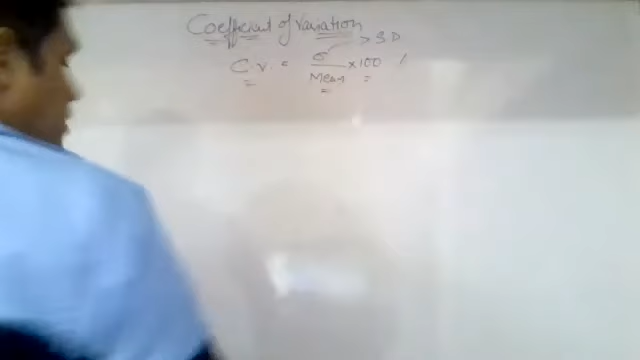 Coefficient of variation
→ S D
C.V. = σ / Mean ×100